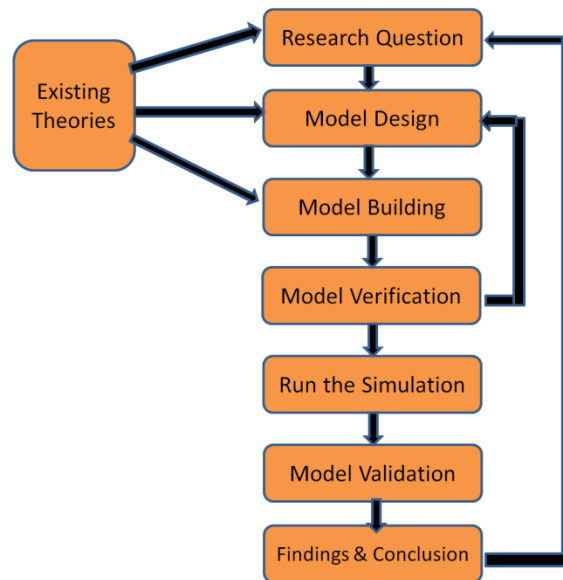 Research Question
Existing
Theories
Model Design
Model Building
Model Verification
Run the Simulation
Model Validation
Findings & Conclusion